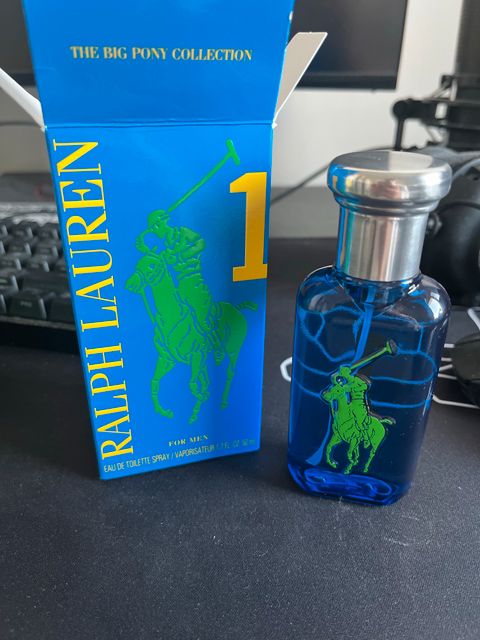 THE BIG PONY COLLECTION
RALPH LAUREN
1
FOR MEN
EAU DE TOILETTE SPRAY / VAPORISATEUR 1.7 FL OZ 50 ml